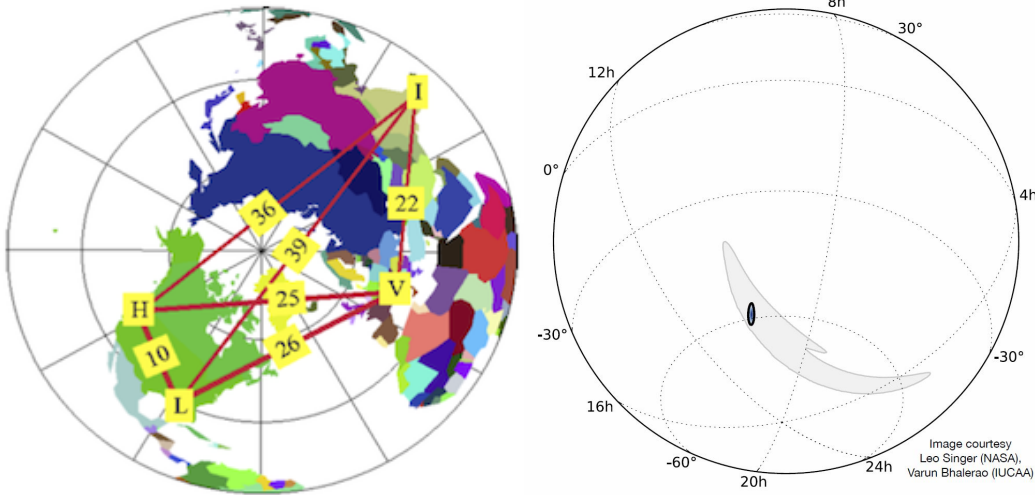 I
36
39
22
H
25
V
26
10
L
8h
30°
12h
0°
4h
-30°
-30°
16h
-60°
20h
24h
Image courtesy
Leo Singer (NASA),
Varun Bhalerao (IUCAA)